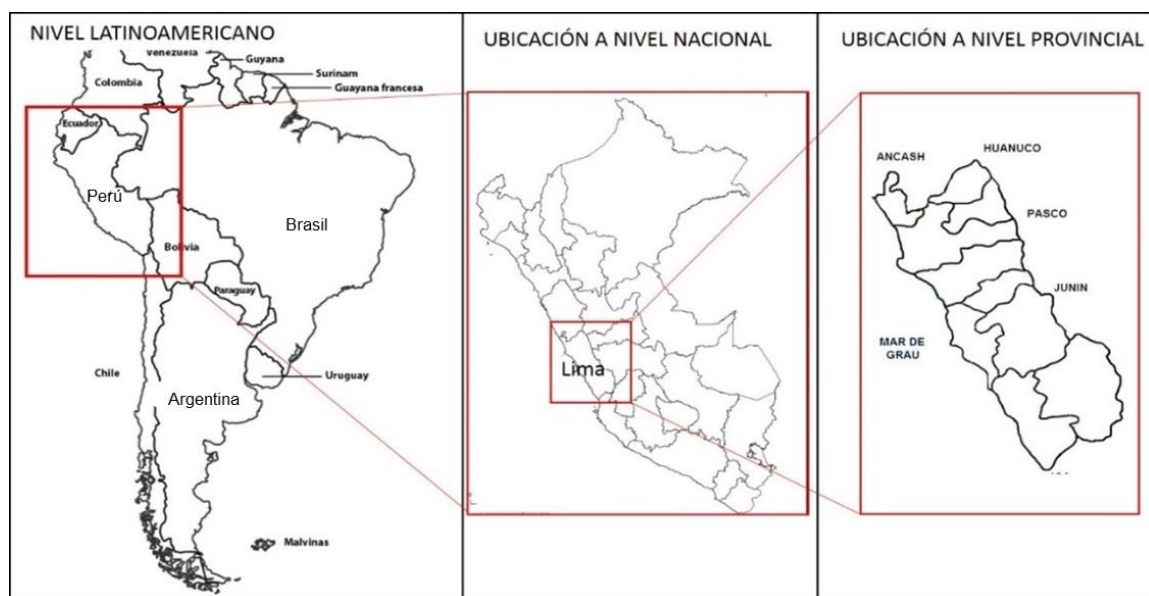 NIVEL LATINOAMERICANO
Venezuela
Guyana
Surinam
Guayana francesa
Colombia
Ecuador
Perú
Brasil
Bolivia
Paraguay
Chile
Uruguay
Argentina
Malvinas
UBICACIÓN A NIVEL NACIONAL
Lima
UBICACIÓN A NIVEL PROVINCIAL
ANCASH
HUANUCO
PASCO
JUNIN
MAR DE
GRAU